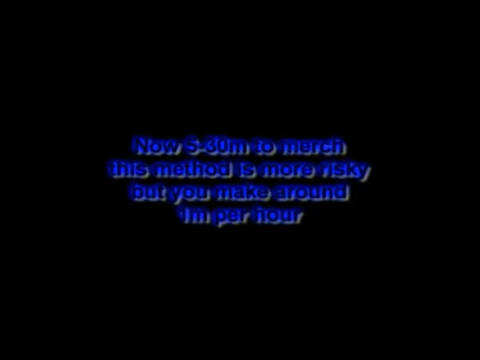 Now 5-30m to merch
this method is more risky
but you make around
1m per hour